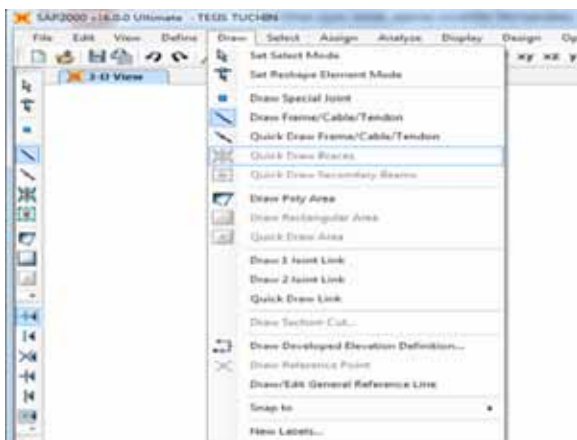 SAP2000 v16.0.0 Ultimate - TEUS TUCHIN
File Edit View Define Draw Select Assign Analyze Display Design
xy xz y
3-D View
Set Select Mode
Set Reshape Element Mode
Draw Special Joint
Draw Frame/Cable/Tendon
Quick Draw Frame/Cable/Tendon
Quick Draw Braces
Quick Draw Secondary Beams
Draw Poly Area
Draw Rectangular Area
Quick Draw Area
Draw 1 Joint Link
Draw 2 Joint Link
Quick Draw Link
Draw Section Cut...
Draw Developed Elevation Definition...
Draw Reference Point
Draw/Edit General Reference Line
Snap to
New Labels...